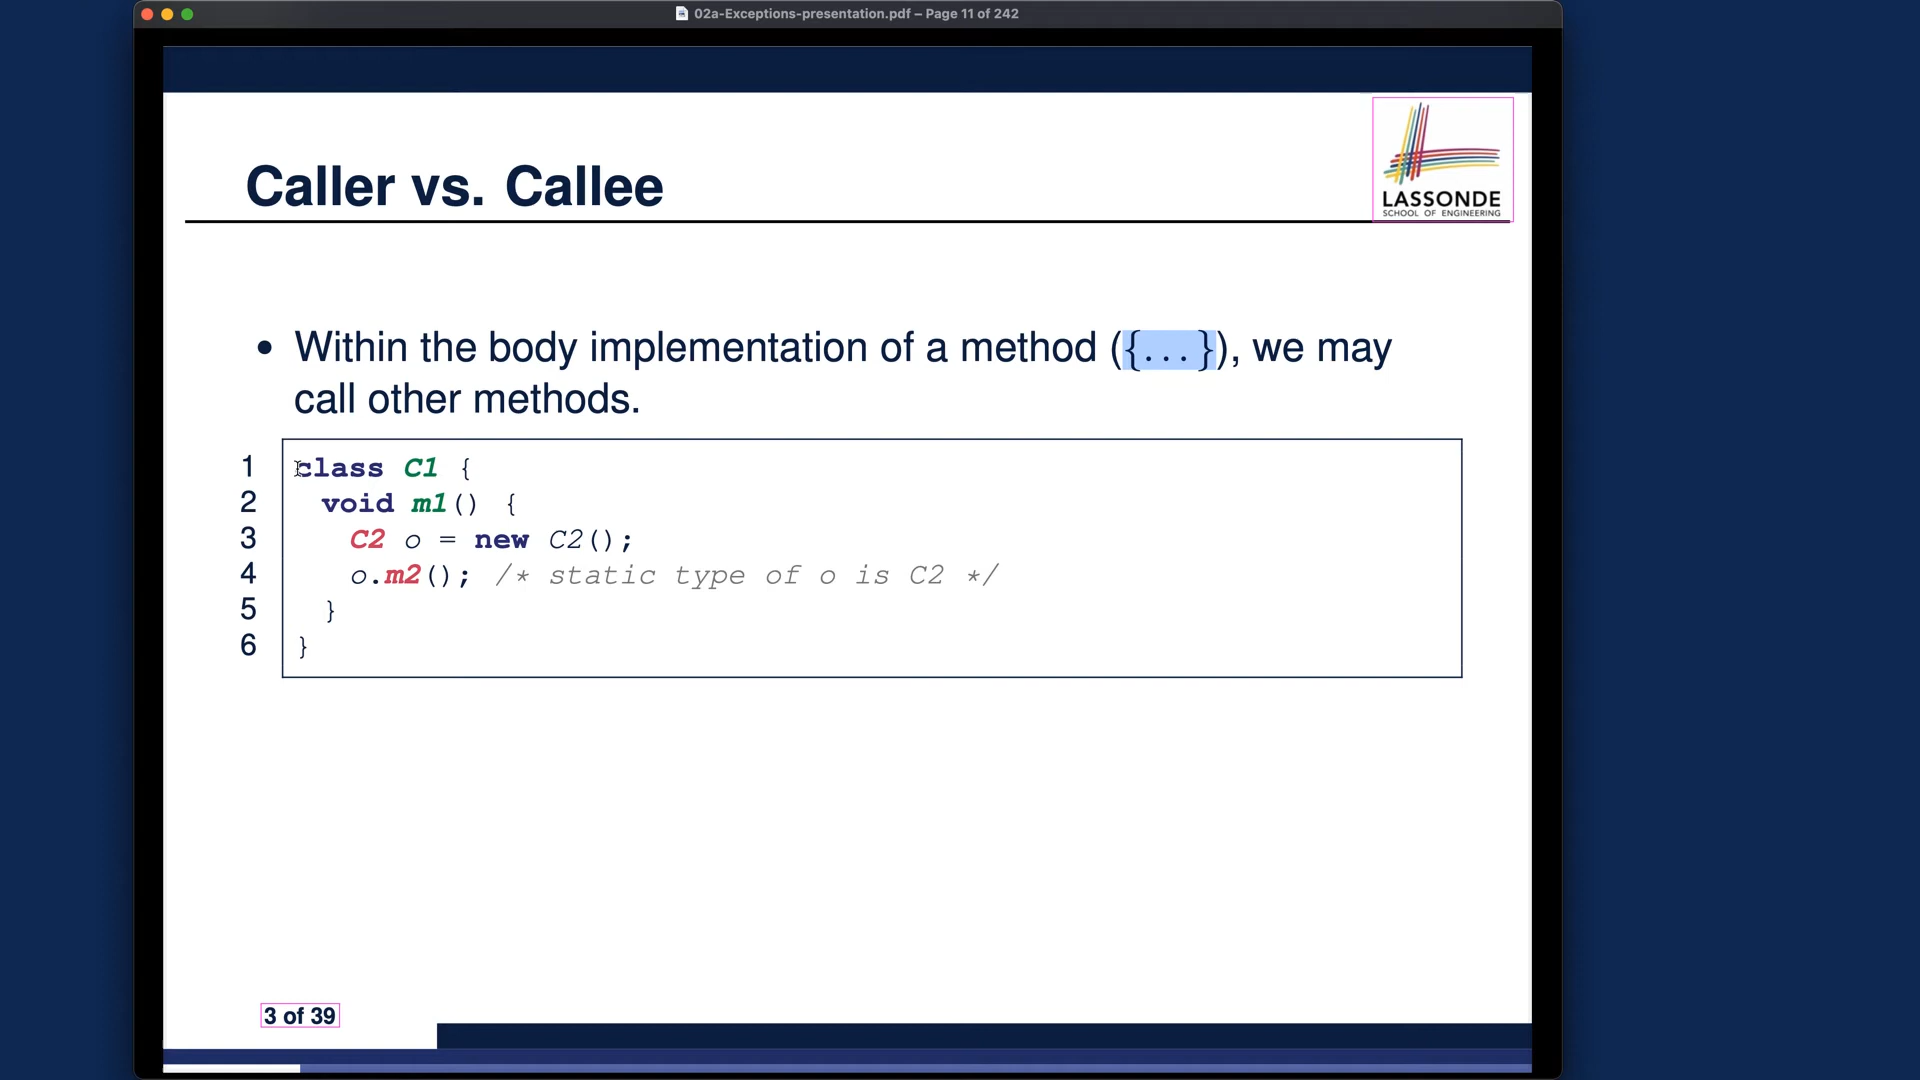 02a-Exceptions-presentation.pdf – Page 11 of 242
LASSONDE
SCHOOL OF ENGINEERING
Caller vs. Callee
• Within the body implementation of a method ({...}), we may
call other methods.
1 class C1 {
2 void m1() {
3 C2 o = new C2();
4 o.m2(); /* static type of o is C2 */
5 }
6 }
3 of 39